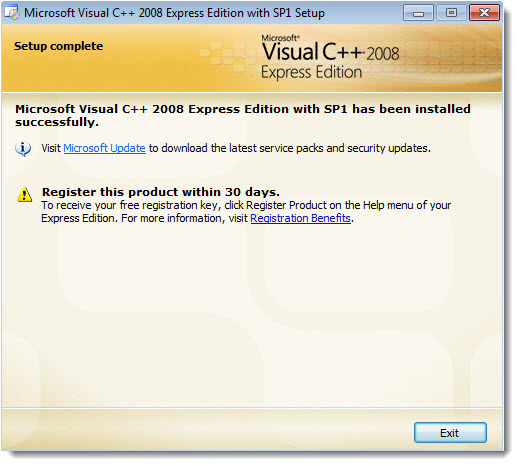 Microsoft Visual C++ 2008 Express Edition with SP1 Setup
Setup complete
Microsoft®
Visual C++® 2008
Express Edition
Microsoft Visual C++ 2008 Express Edition with SP1 has been installed
successfully.
Visit Microsoft Update to download the latest service packs and security updates.
Register this product within 30 days.
To receive your free registration key, click Register Product on the Help menu of your
Express Edition. For more information, visit Registration Benefits.
Exit